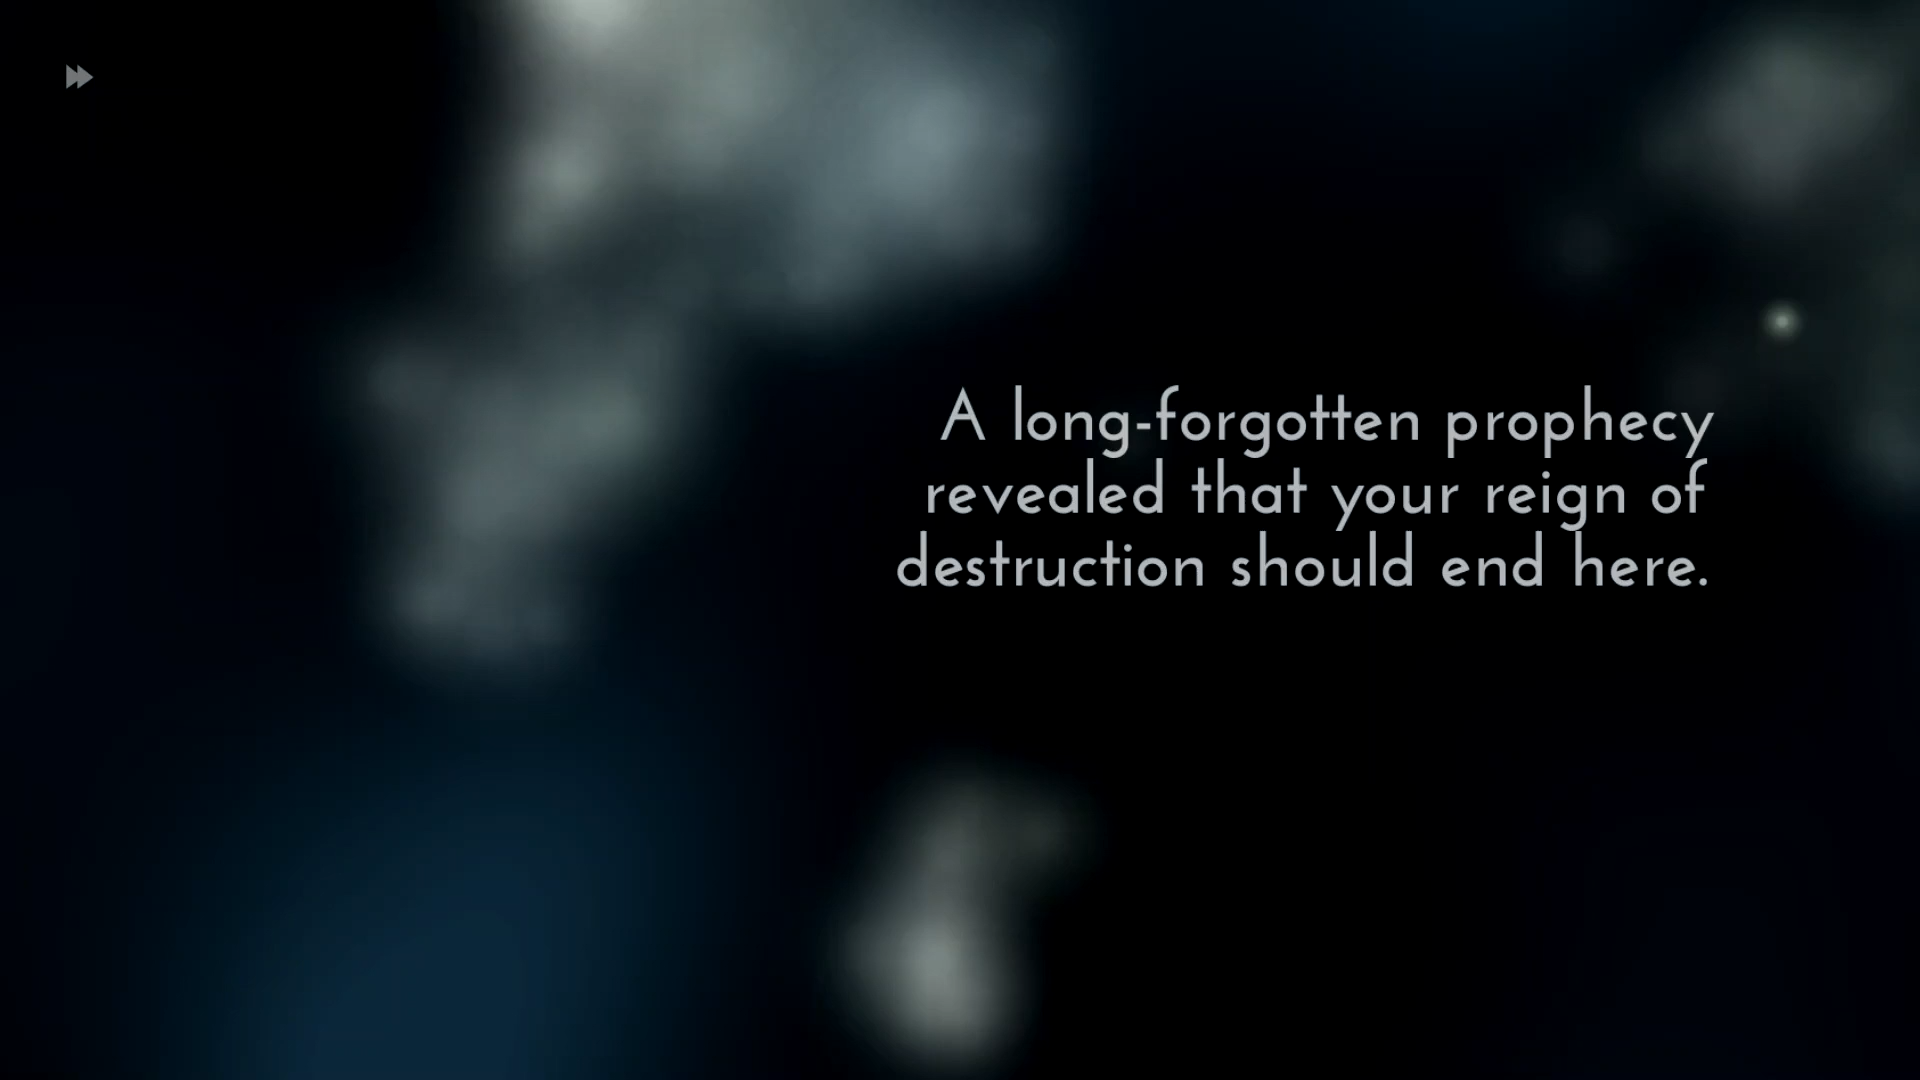 A long-forgotten prophecy
revealed that your reign of
destruction should end here.